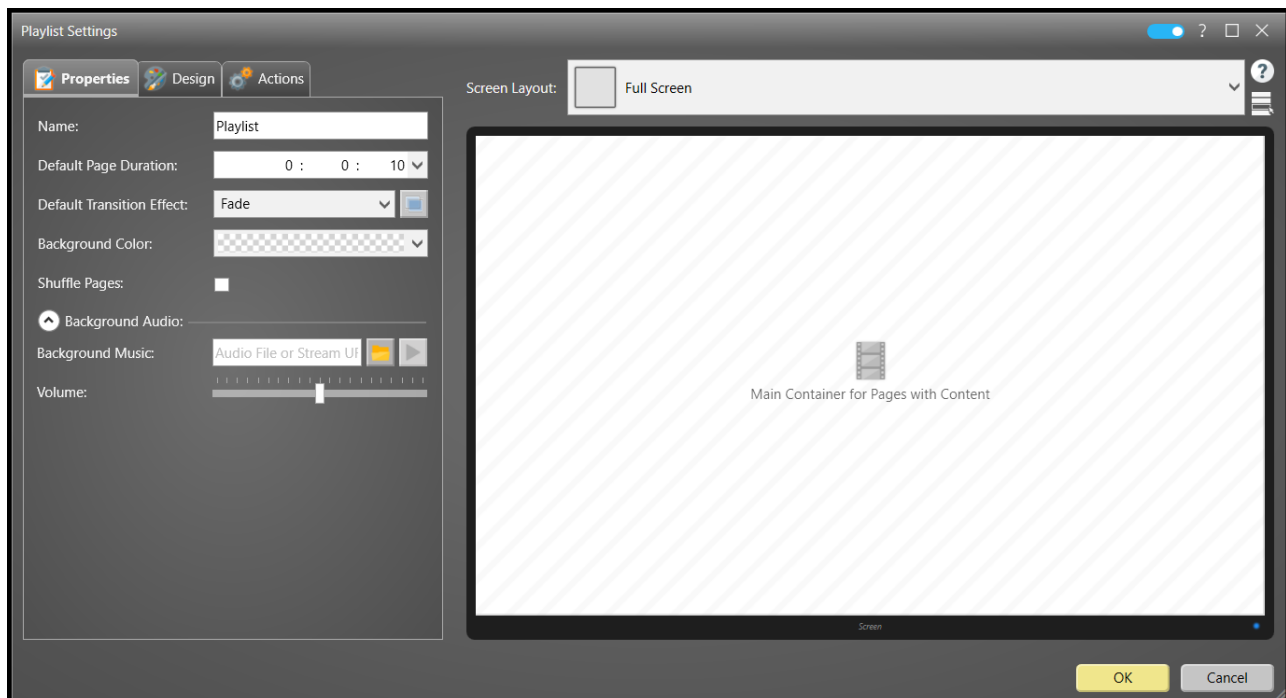 Playlist Settings
?
Properties
Design
Actions
Screen Layout:
Full Screen
?
Name:
Playlist
Default Page Duration:
0 : 0 : 10
Default Transition Effect:
Fade
Background Color:
Shuffle Pages:
Background Audio:
Background Music:
Audio File or Stream UR
Volume:
Main Container for Pages with Content
Screen
OK
Cancel